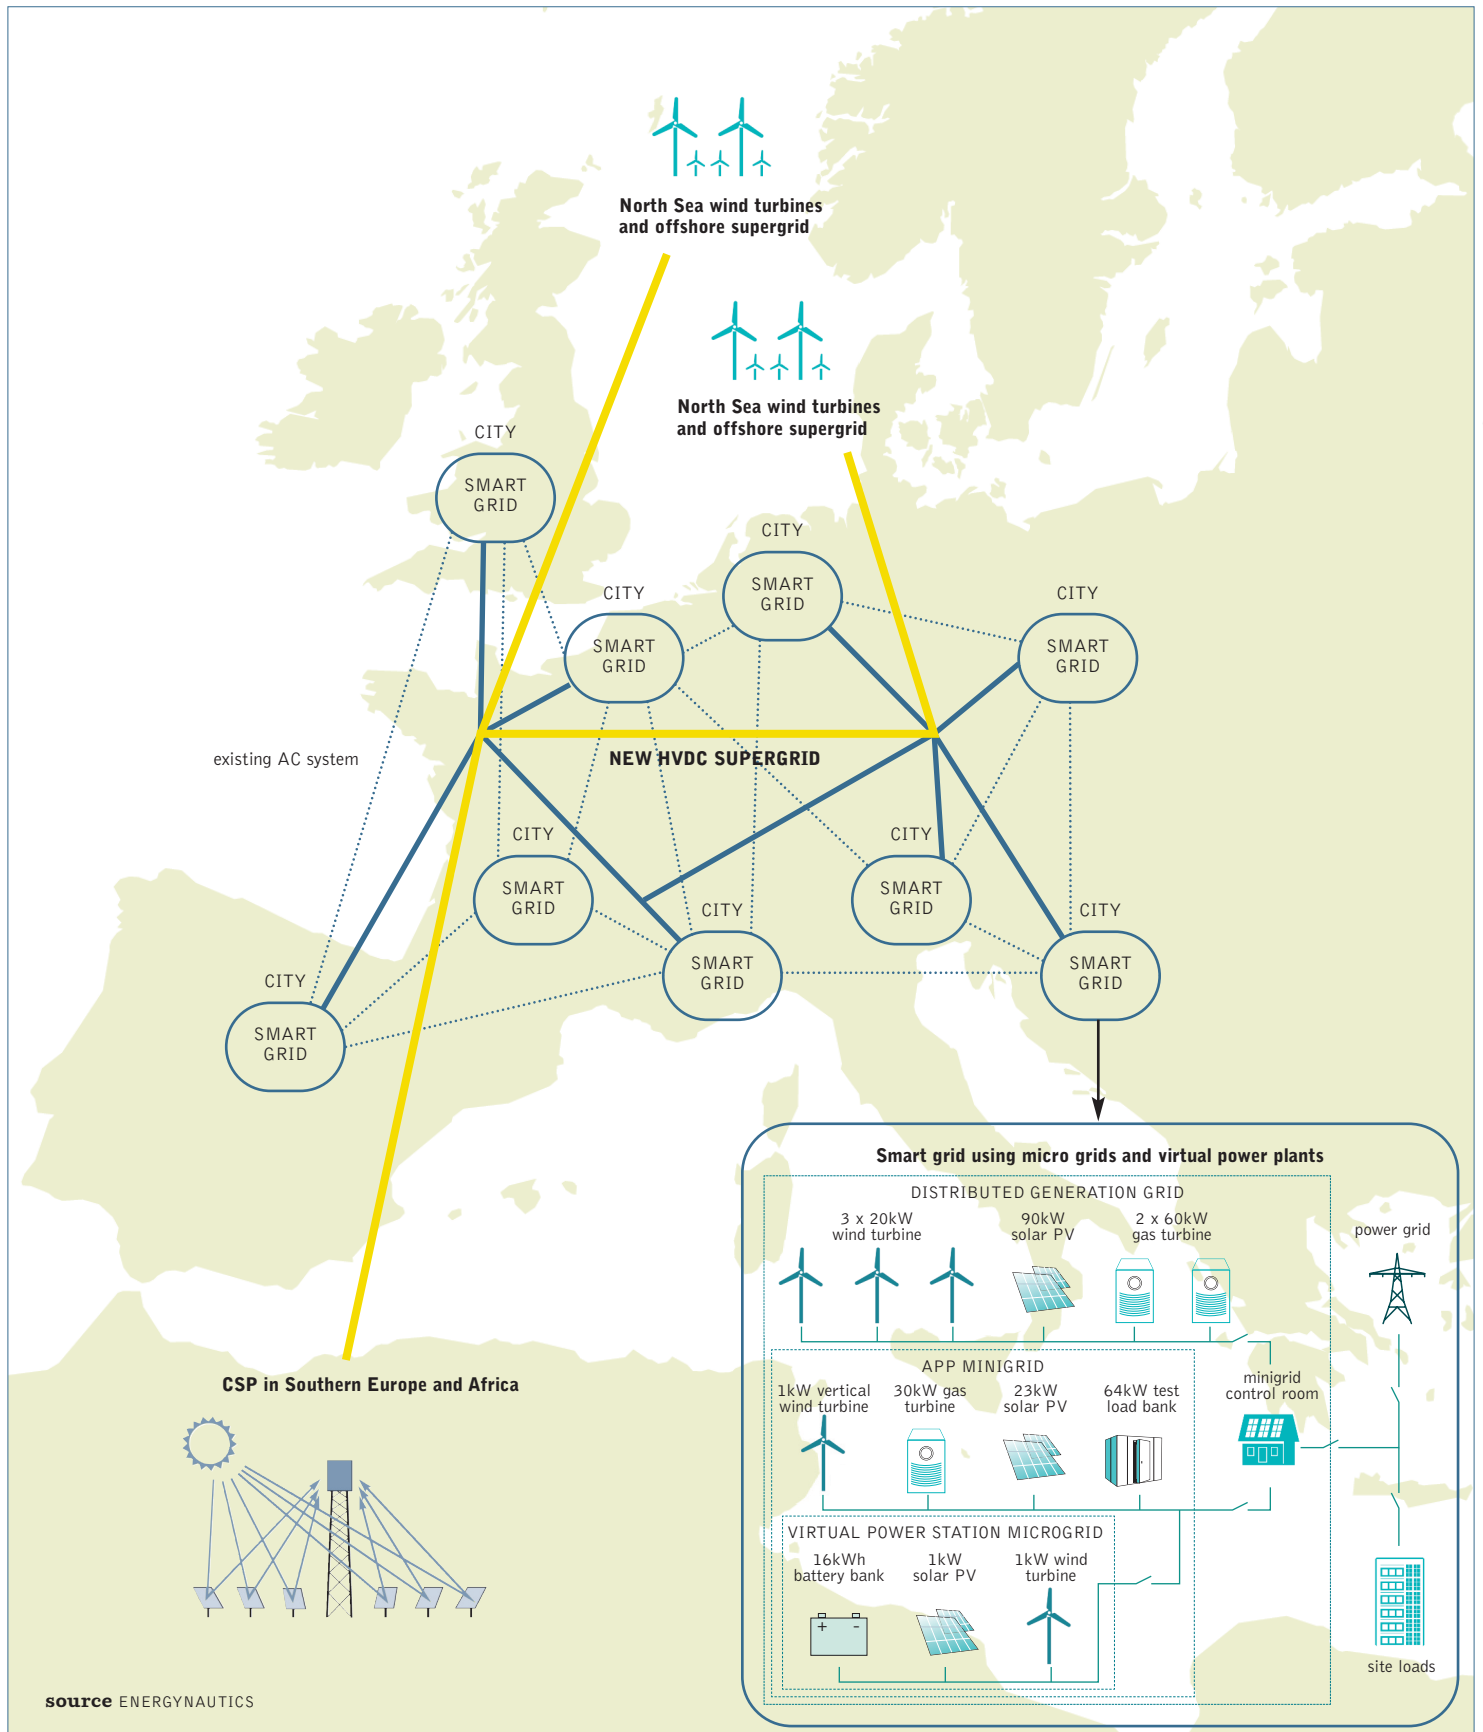 North Sea wind turbines
and offshore supergrid
North Sea wind turbines
and offshore supergrid
CITY
SMART
GRID
CITY
SMART
GRID
CITY
SMART
GRID
CITY
SMART
GRID
existing AC system
NEW HVDC SUPERGRID
CITY
SMART
GRID
CITY
SMART
GRID
CITY
SMART
GRID
CITY
SMART
GRID
CITY
SMART
GRID
CSP in Southern Europe and Africa
Smart grid using micro grids and virtual power plants
DISTRIBUTED GENERATION GRID
3 x 20kW
wind turbine
90kW
solar PV
2 x 60kW
gas turbine
power grid
APP MINIGRID
1kW vertical
wind turbine
30kW gas
turbine
23kW
solar PV
64kW test
load bank
minigrid
control room
VIRTUAL POWER STATION MICROGRID
16kWh
battery bank
1kW
solar PV
1kW wind
turbine
+ -
site loads
source ENERGYNAUTICS